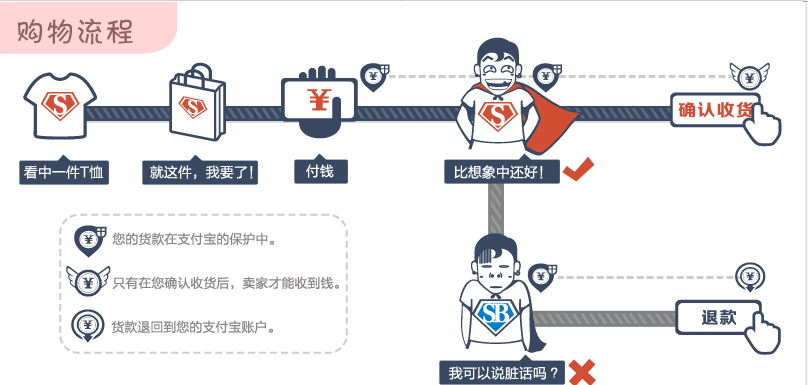 购物流程
S
S
¥
¥
S
¥
¥
确认收货
看中一件T恤
就这件，我要了!
付钱
比想象中还好!
¥
您的货款在支付宝的保护中。
¥
只有在您确认收货后，卖家才能收到钱。
¥
货款退回到您的支付宝账户。
SB
¥
¥
退款
我可以说脏话吗？